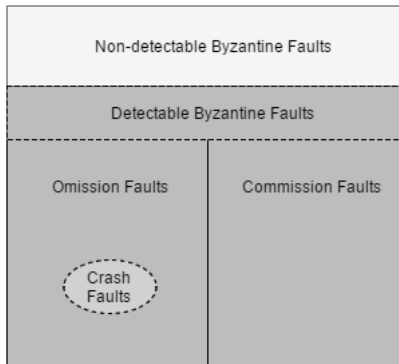 Non-detectable Byzantine Faults
Detectable Byzantine Faults
Omission Faults
Commission Faults
Crash
Faults